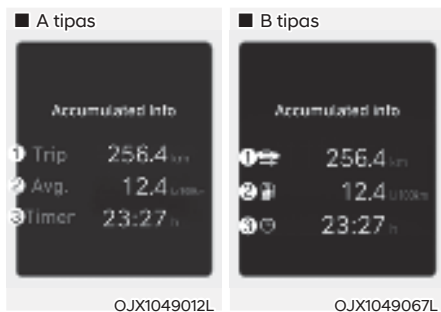 ■ A tipas
Accumulated Info
1 Trip 256.4 km
2 Avg. 12.4 L/100km
3 Timer 23:27 h
OJX1049012L
■ B tipas
Accumulated Info
1 256.4 km
2 12.4 L/100km
3 23:27 h
OJX1049067L